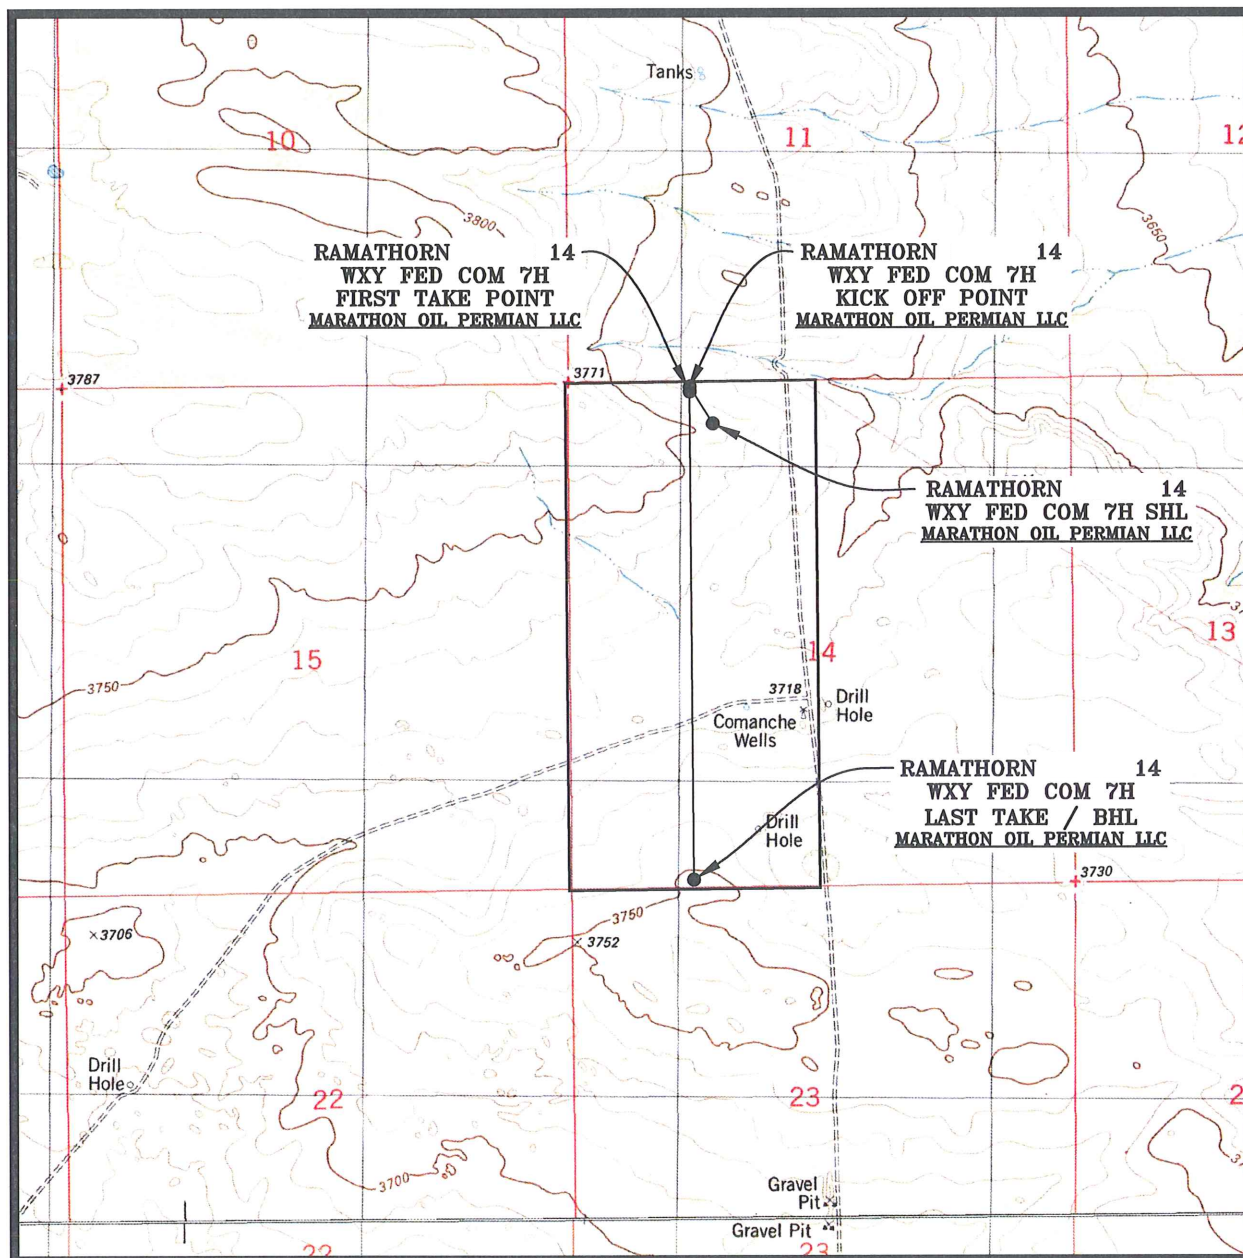 Tanks
10
11
12
3800
3650
RAMATHORN 14
WXY FED COM 7H
FIRST TAKE POINT
MARATHON OIL PERMIAN LLC
RAMATHORN 14
WXY FED COM 7H
KICK OFF POINT
MARATHON OIL PERMIAN LLC
3787
3771
RAMATHORN 14
WXY FED COM 7H SHL
MARATHON OIL PERMIAN LLC
13
15
14
3750
3718
Drill
Hole
Comanche
Wells
RAMATHORN 14
WXY FED COM 7H
LAST TAKE / BHL
MARATHON OIL PERMIAN LLC
Drill
Hole
3730
3750
3706
3752
Drill
Hole
22
23
2
3700
Gravel
Pit
Gravel Pit
22
23